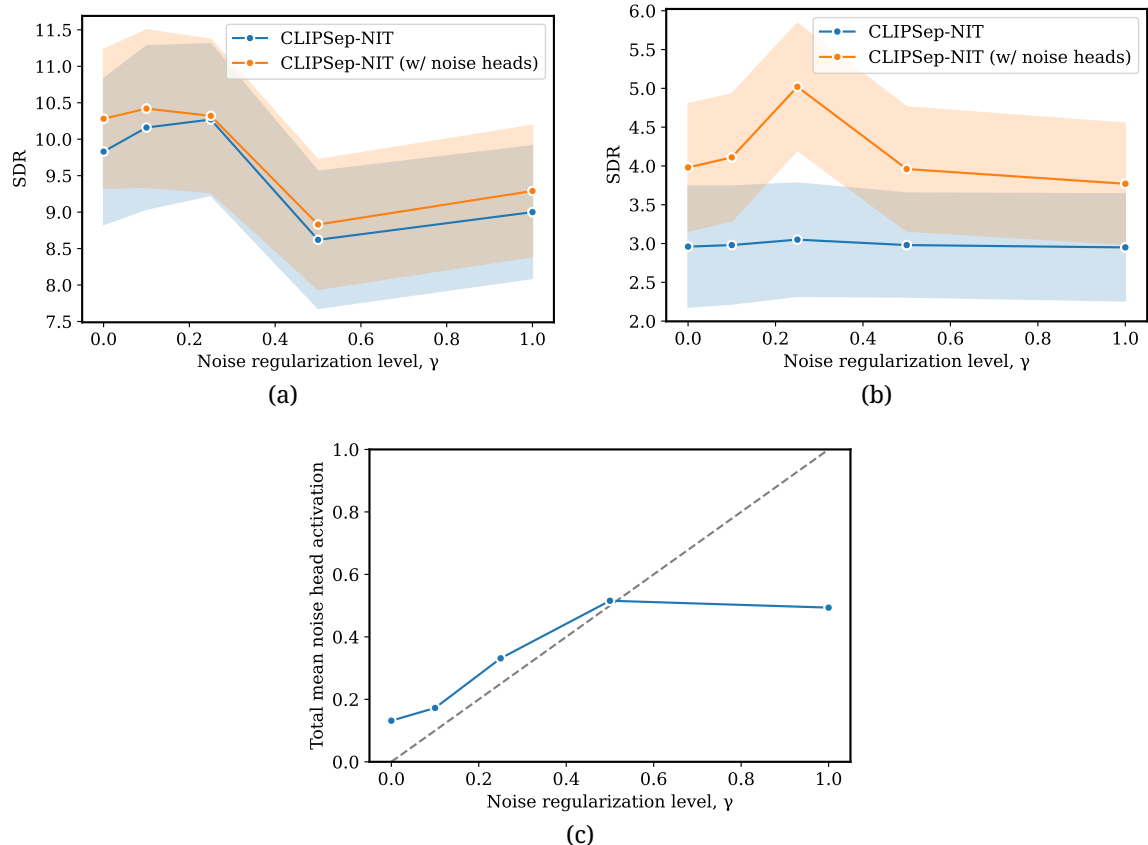 CLIPSep-NIT
CLIPSep-NIT (w/ noise heads)
SDR
11.5
11.0
10.5
10.0
9.5
9.0
8.5
8.0
7.5
0.0 0.2 0.4 0.6 0.8 1.0
Noise regularization level, γ
(a)
CLIPSep-NIT
CLIPSep-NIT (w/ noise heads)
SDR
6.0
5.5
5.0
4.5
4.0
3.5
3.0
2.5
2.0
0.0 0.2 0.4 0.6 0.8 1.0
Noise regularization level, γ
(b)
Total mean noise head activation
1.0
0.8
0.6
0.4
0.2
0.0
0.0 0.2 0.4 0.6 0.8 1.0
Noise regularization level, γ
(c)